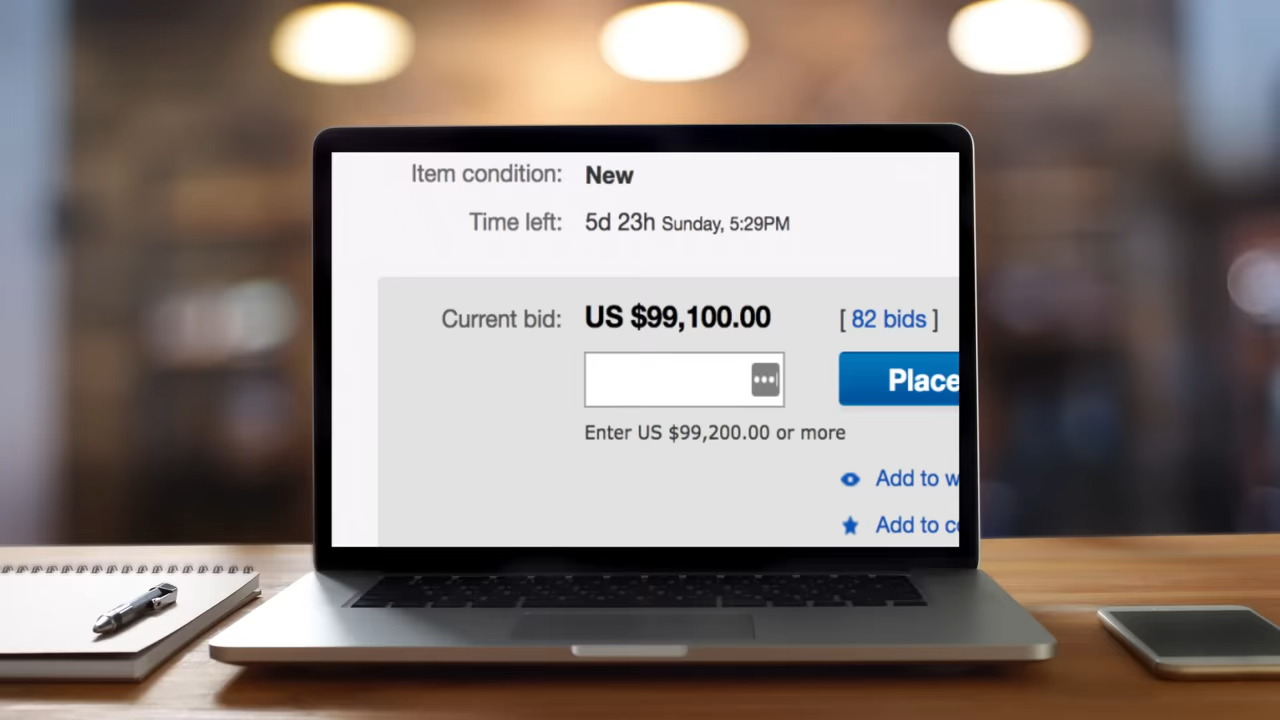 Item condition: New
Time left: 5d 23h Sunday, 5:29PM
Current bid: US $99,100.00 [ 82 bids ]
Place
Enter US $99,200.00 or more
Add to w
Add to c